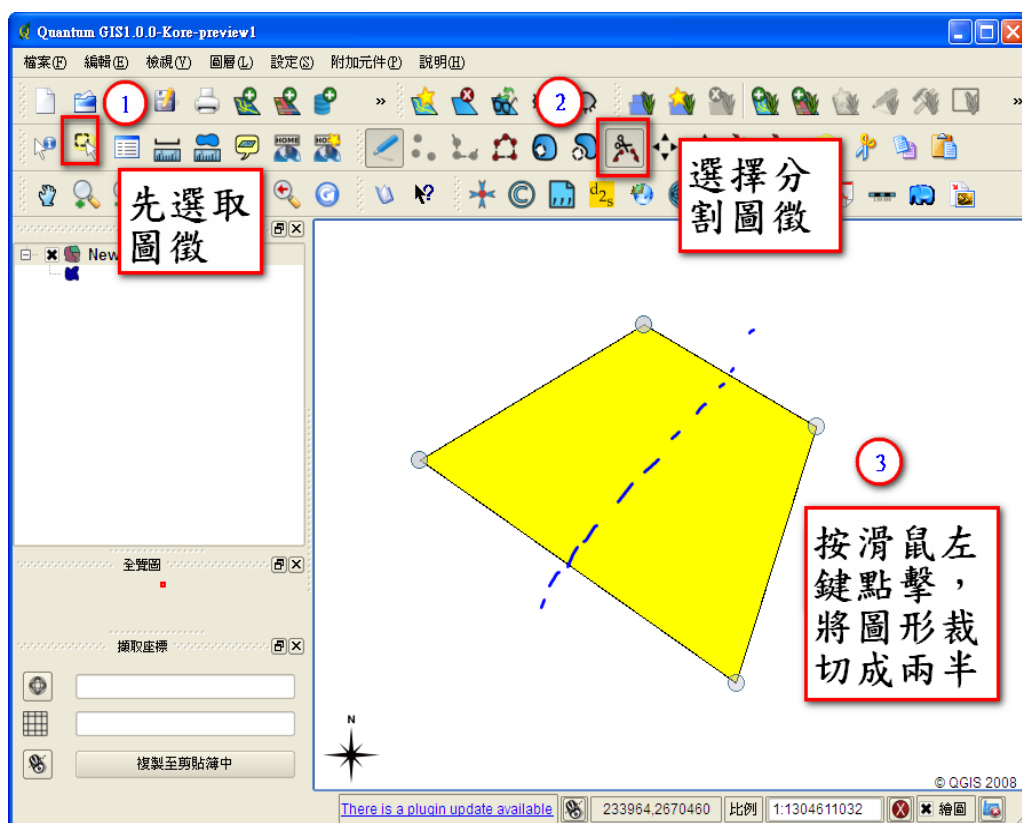 Quantum GIS1.0.0-Kore-preview1
檔案(F) 編輯(E) 檢視(V) 圖層(L) 設定(S) 附加元件(P) 說明(H)
1
2
HOME
先選取
圖徵
選擇分
割圖徵
d2s
New
全覽圖
3
按滑鼠左
鍵點擊，
將圖形裁
切成兩半
擷取座標
複製至剪貼簿中
N
© QGIS 2008
There is a plugin update available 233964,2670460 比例 1:1304611032 繪圖